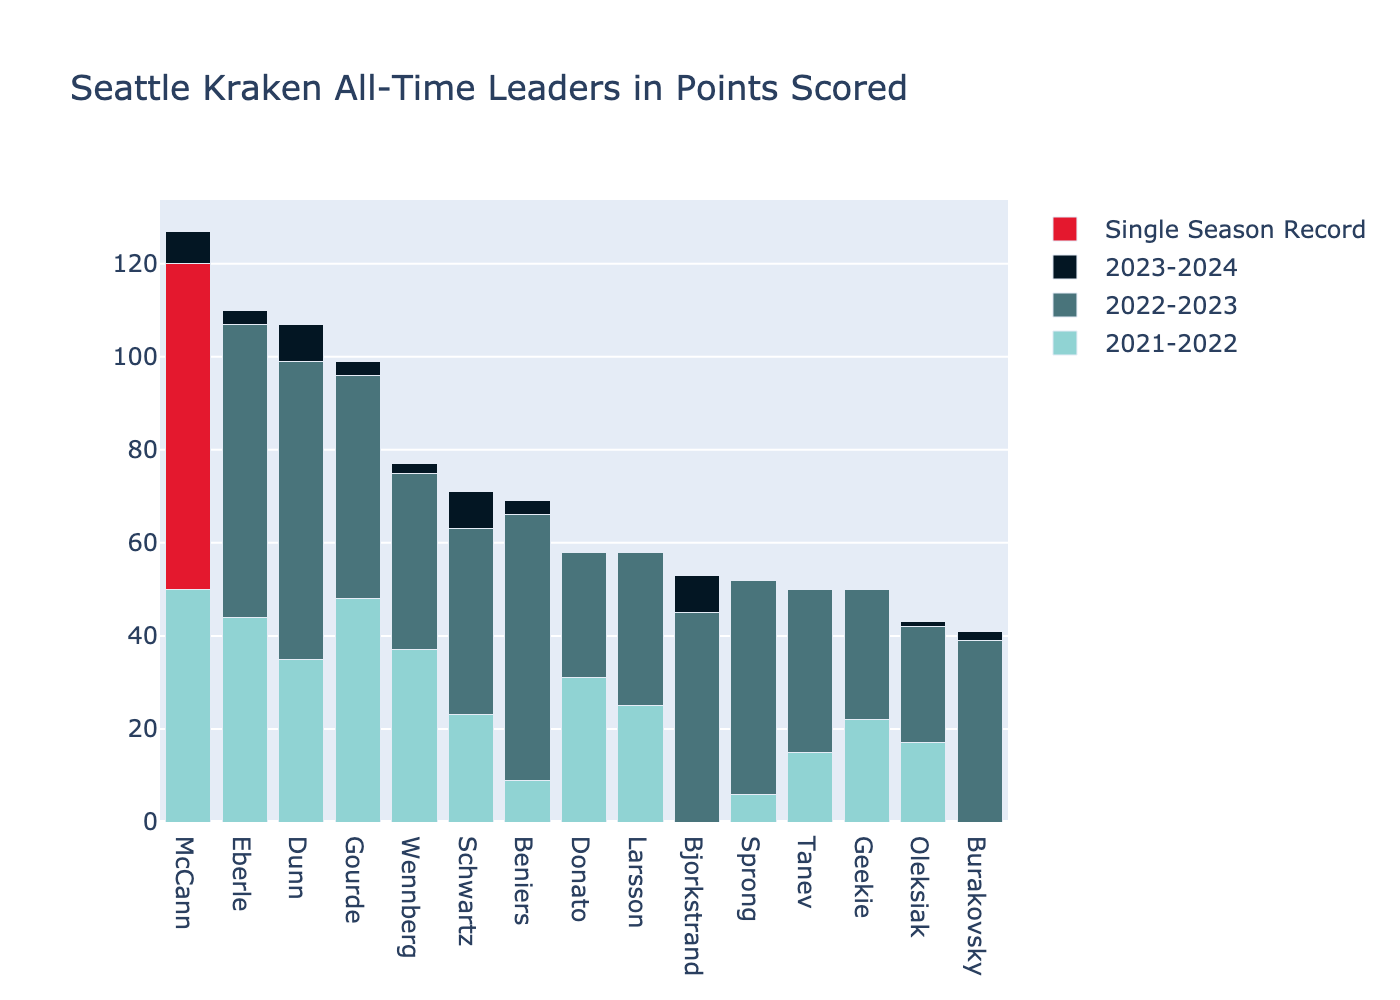 Seattle Kraken All-Time Leaders in Points Scored
Single Season Record
2023-2024
2022-2023
2021-2022
120
100
80
60
40
20
0
McCann
Eberle
Dunn
Gourde
Wennberg
Schwartz
Beniers
Donato
Larsson
Bjorkstrand
Sprong
Tanev
Geekie
Oleksiak
Burakovsky